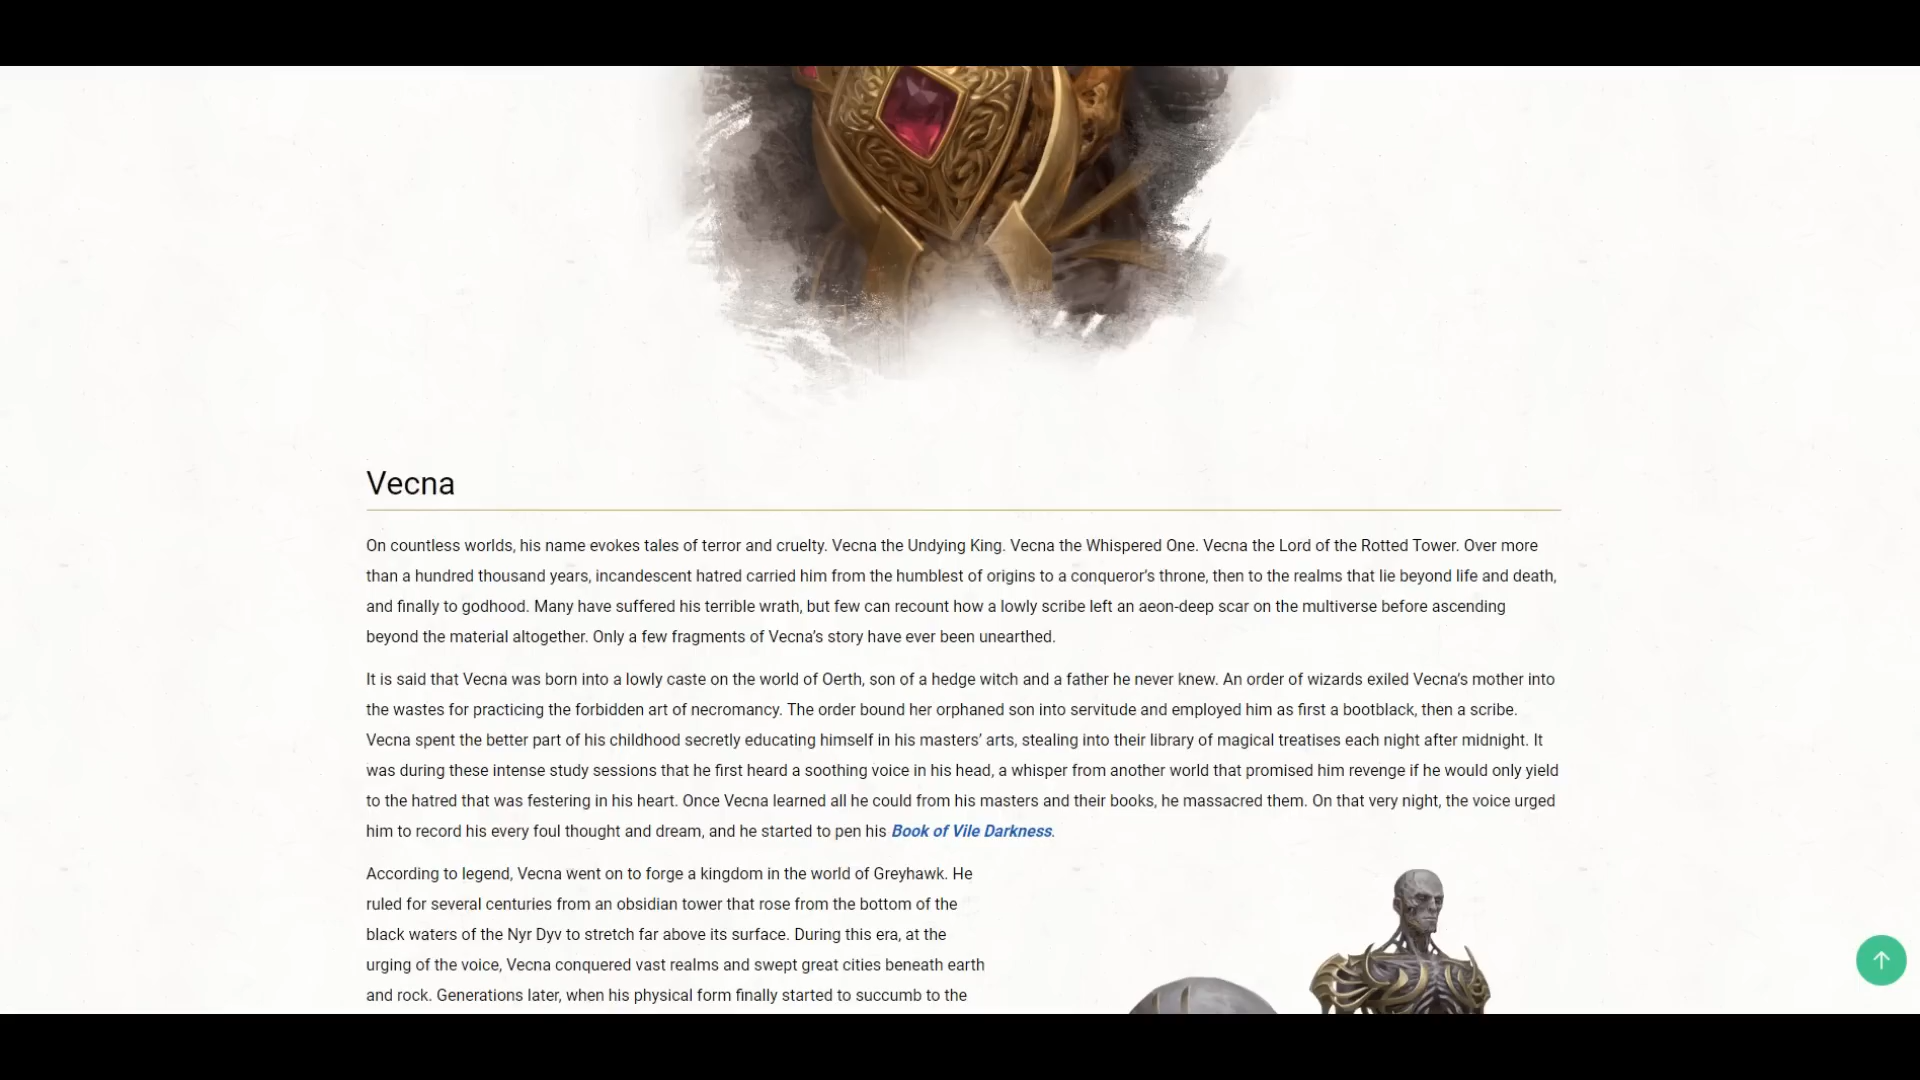 Vecna
On countless worlds, his name evokes tales of terror and cruelty. Vecna the Undying King. Vecna the Whispered One. Vecna the Lord of the Rotted Tower. Over more
than a hundred thousand years, incandescent hatred carried him from the humblest of origins to a conqueror’s throne, then to the realms that lie beyond life and death,
and finally to godhood. Many have suffered his terrible wrath, but few can recount how a lowly scribe left an aeon-deep scar on the multiverse before ascending
beyond the material altogether. Only a few fragments of Vecna’s story have ever been unearthed.
It is said that Vecna was born into a lowly caste on the world of Oerth, son of a hedge witch and a father he never knew. An order of wizards exiled Vecna’s mother into
the wastes for practicing the forbidden art of necromancy. The order bound her orphaned son into servitude and employed him as first a bootblack, then a scribe.
Vecna spent the better part of his childhood secretly educating himself in his masters’ arts, stealing into their library of magical treatises each night after midnight. It
was during these intense study sessions that he first heard a soothing voice in his head, a whisper from another world that promised him revenge if he would only yield
to the hatred that was festering in his heart. Once Vecna learned all he could from his masters and their books, he massacred them. On that very night, the voice urged
him to record his every foul thought and dream, and he started to pen his Book of Vile Darkness.
According to legend, Vecna went on to forge a kingdom in the world of Greyhawk. He
ruled for several centuries from an obsidian tower that rose from the bottom of the
black waters of the Nyr Dyv to stretch far above its surface. During this era, at the
urging of the voice, Vecna conquered vast realms and swept great cities beneath earth
and rock. Generations later, when his physical form finally started to succumb to the